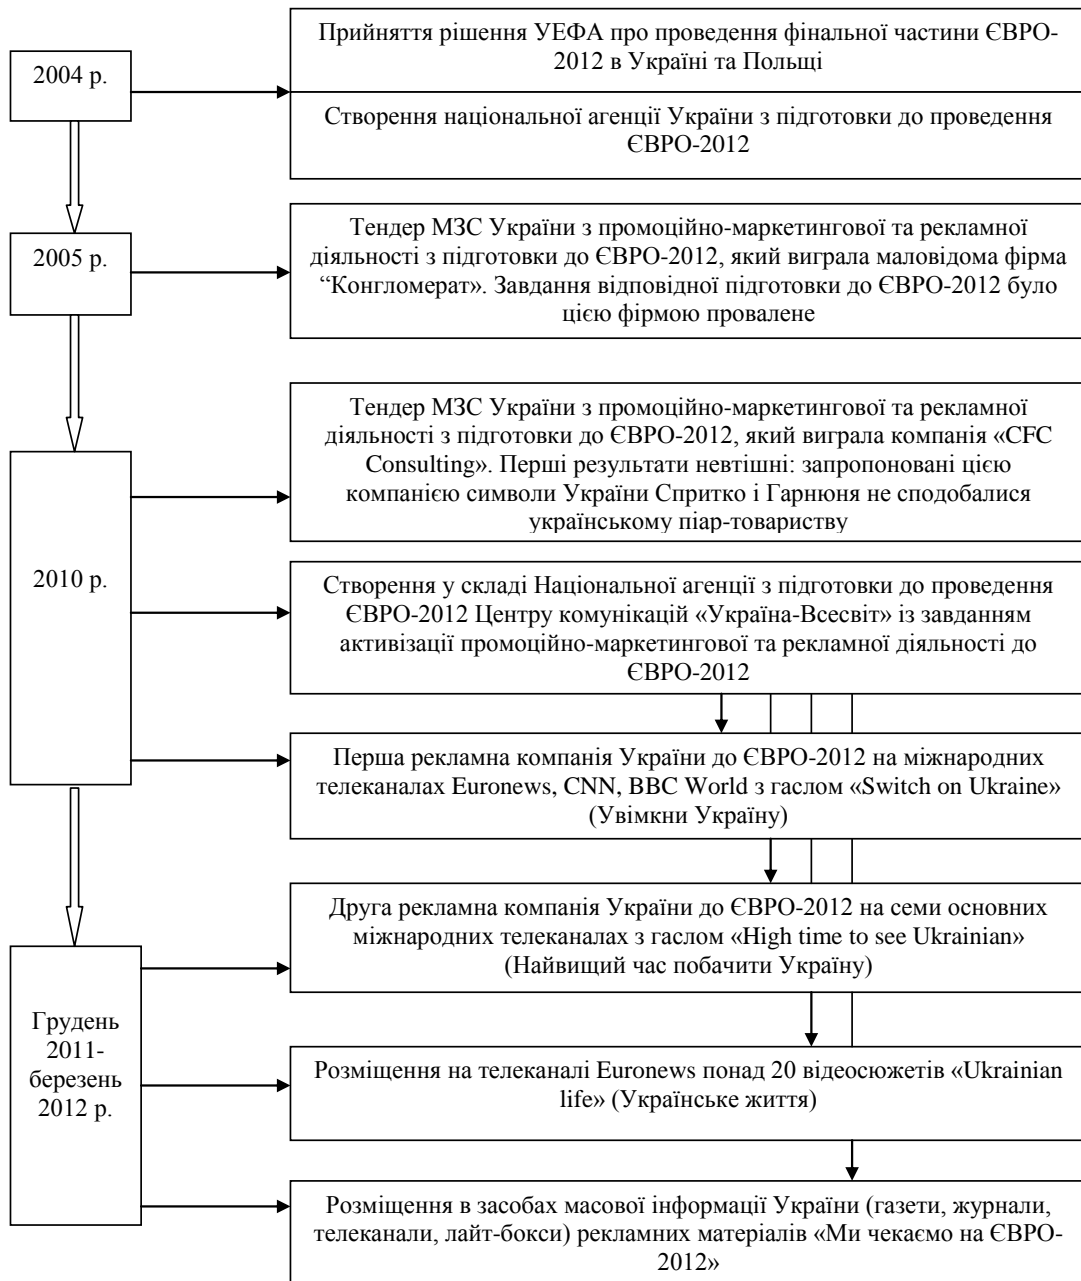 2004 р.
Прийняття рішення УЕФА про проведення фінальної частини ЄВРО-
2012 в Україні та Польщі
Створення національної агенції України з підготовки до проведення
ЄВРО-2012
2005 р.
Тендер МЗС України з промоційно-маркетингової та рекламної
діяльності з підготовки до ЄВРО-2012, який виграла маловідома фірма
“Конгломерат». Завдання відповідної підготовки до ЄВРО-2012 було
цією фірмою провалене
2010 р.
Тендер МЗС України з промоційно-маркетингової та рекламної
діяльності з підготовки до ЄВРО-2012, який виграла компанія «CFC
Consulting». Перші результати невтішні: запропоновані цією
компанією символи України Спритко і Гарнюня не сподобалися
українському піар-товариству
Створення у складі Національної агенції з підготовки до проведення
ЄВРО-2012 Центру комунікацій «Україна-Всесвіт» із завданням
активізації промоційно-маркетингової та рекламної діяльності до
ЄВРО-2012
Перша рекламна компанія України до ЄВРО-2012 на міжнародних
телеканалах Euronews, CNN, BBC World з гаслом «Switch on Ukraine»
(Увімкни Україну)
Друга рекламна компанія України до ЄВРО-2012 на семи основних
міжнародних телеканалах з гаслом «High time to see Ukrainian»
(Найвищий час побачити Україну)
Грудень
2011-
березень
2012 р.
Розміщення на телеканалі Euronews понад 20 відеосюжетів «Ukrainian
life» (Українське життя)
Розміщення в засобах масової інформації України (газети, журнали,
телеканали, лайт-бокси) рекламних матеріалів «Ми чекаємо на ЄВРО-
2012»